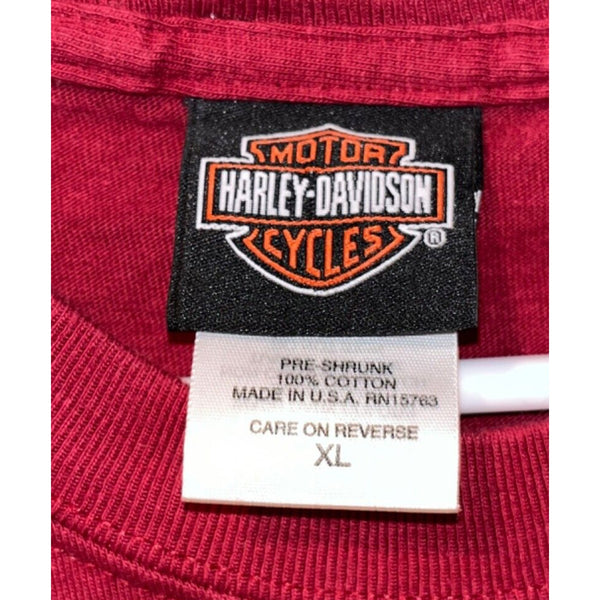 MOTOR
HARLEY-DAVIDSON
CYCLES ®
PRE-SHRUNK
100% COTTON
MADE IN U.S.A. RN15763
CARE ON REVERSE
XL